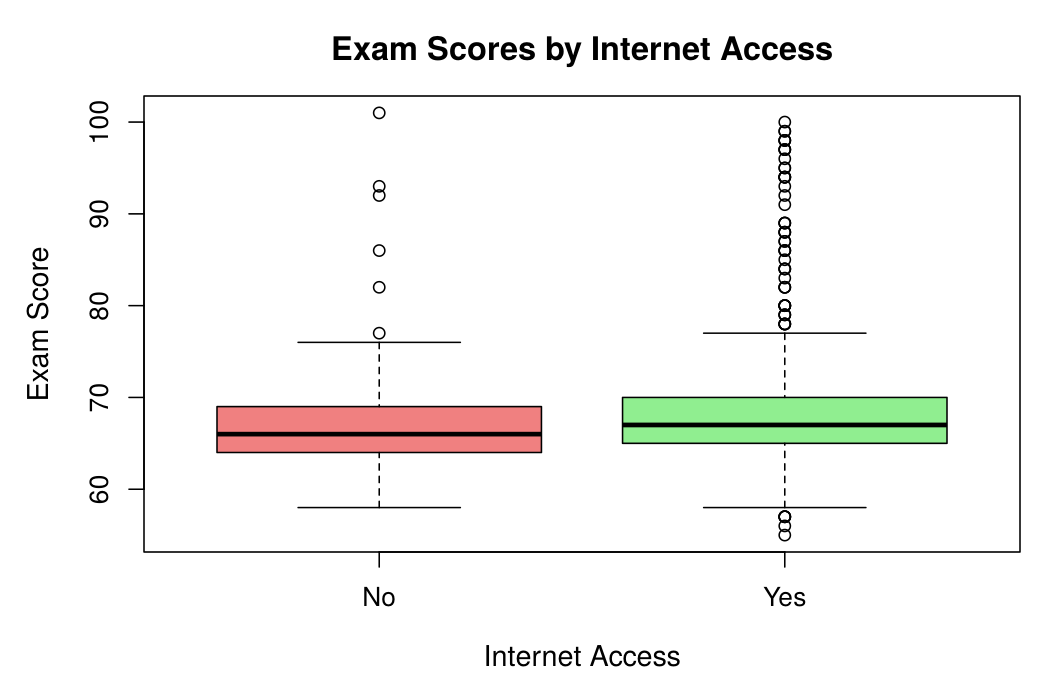 Exam Scores by Internet Access
Exam Score
100
90
80
70
60
No Yes
Internet Access